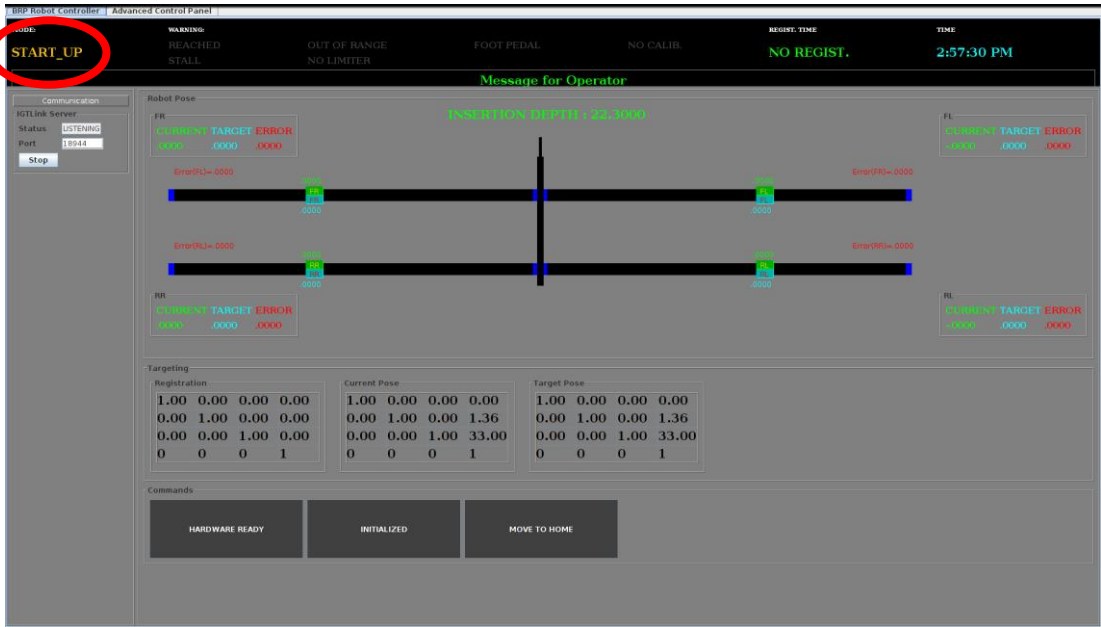 BRP Robot Controller Advanced Control Panel
MODE: WARNING: REGIST. TIME TIME
START_UP REACHED OUT OF RANGE FOOT PEDAL NO CALIB. NO REGIST. 2:57:30 PM
STALL NO LIMITER
Message for Operator
Communication
IGTLink Server
Status LISTENING
Port 18944
Stop
Robot Pose
INSERTION DEPTH : 22.3000
FR
CURRENT TARGET ERROR
.0000 .0000 .0000
FL
CURRENT TARGET ERROR
-.0000 .0000 .0000
Error(FL)=.0000 Error(FR)=.0000
FR FL
FR FL
.0000 .0000
Error(RL)=.0000 Error(RR)=.0000
RR RL
RR RL
.0000 .0000
RR
CURRENT TARGET ERROR
.0000 .0000 .0000
RL
CURRENT TARGET ERROR
-.0000 .0000 .0000
Targeting
Registration
1.00 0.00 0.00 0.00
0.00 1.00 0.00 0.00
0.00 0.00 1.00 0.00
0 0 0 1
Current Pose
1.00 0.00 0.00 0.00
0.00 1.00 0.00 1.36
0.00 0.00 1.00 33.00
0 0 0 1
Target Pose
1.00 0.00 0.00 0.00
0.00 1.00 0.00 1.36
0.00 0.00 1.00 33.00
0 0 0 1
Commands
HARDWARE READY INITIALIZED MOVE TO HOME